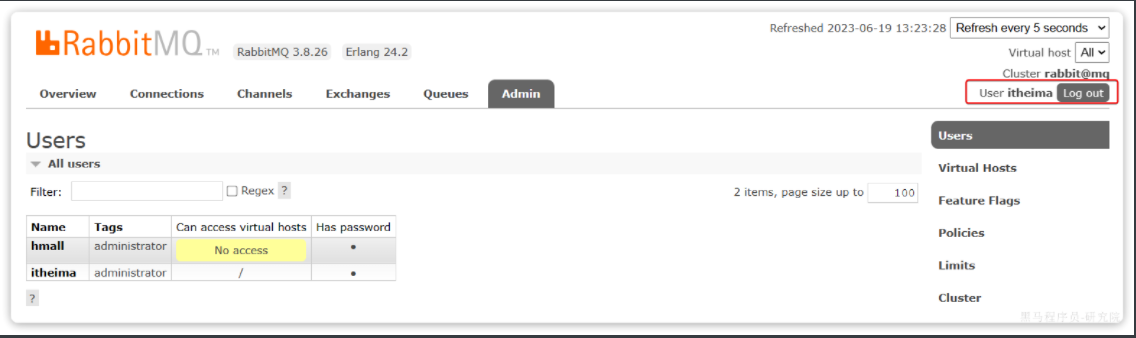 Refreshed 2023-06-19 13:23:28 Refresh every 5 seconds
RabbitMQ TM RabbitMQ 3.8.26 Erlang 24.2
Virtual host All
Cluster rabbit@mq
User itheima Log out
Overview Connections Channels Exchanges Queues Admin
Users
All users
Filter: Regex ?
2 items, page size up to 100
Name Tags Can access virtual hosts Has password
hmall administrator No access •
itheima administrator / •
?
Users
Virtual Hosts
Feature Flags
Policies
Limits
Cluster
黑马程序员-研究院